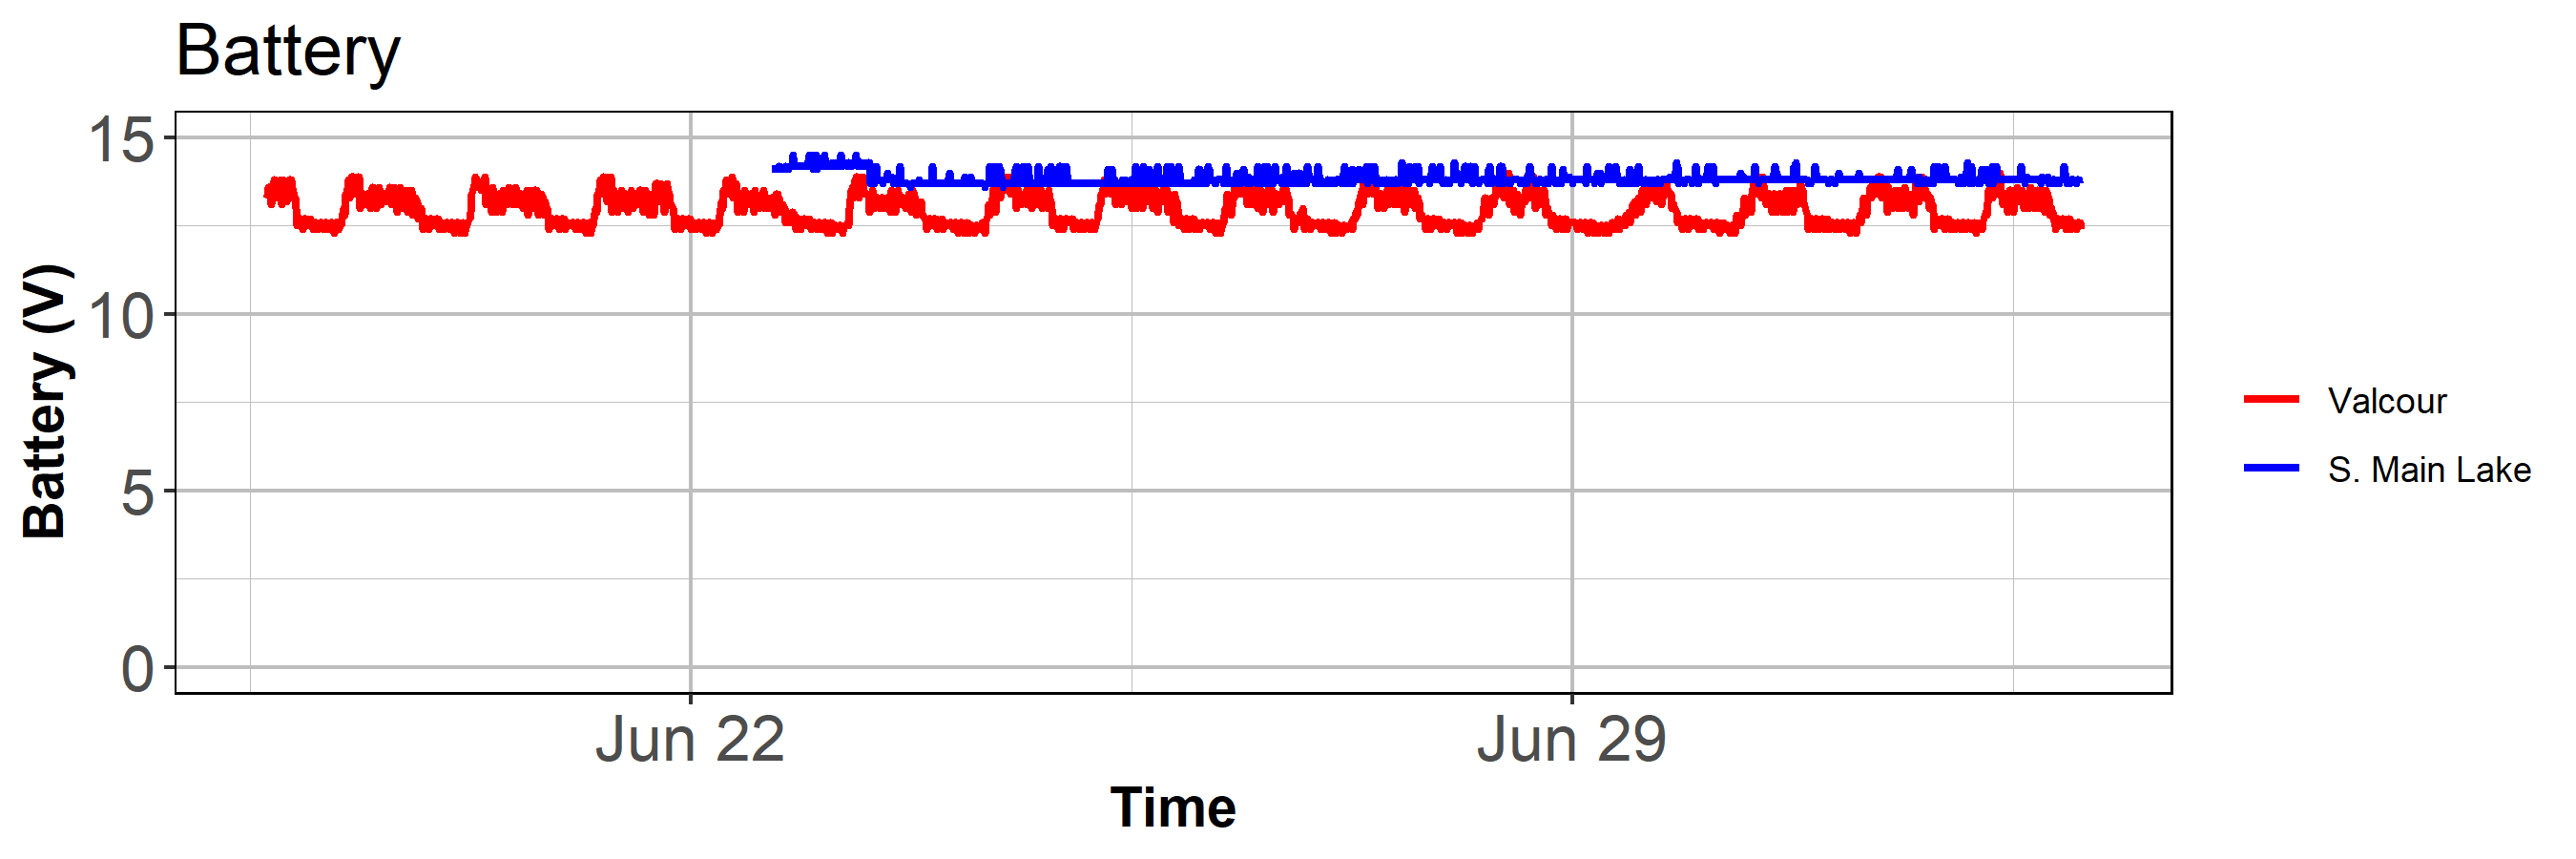 Battery
Battery (V)
15
10
5
0
Jun 22
Jun 29
Time
Valcour
S. Main Lake